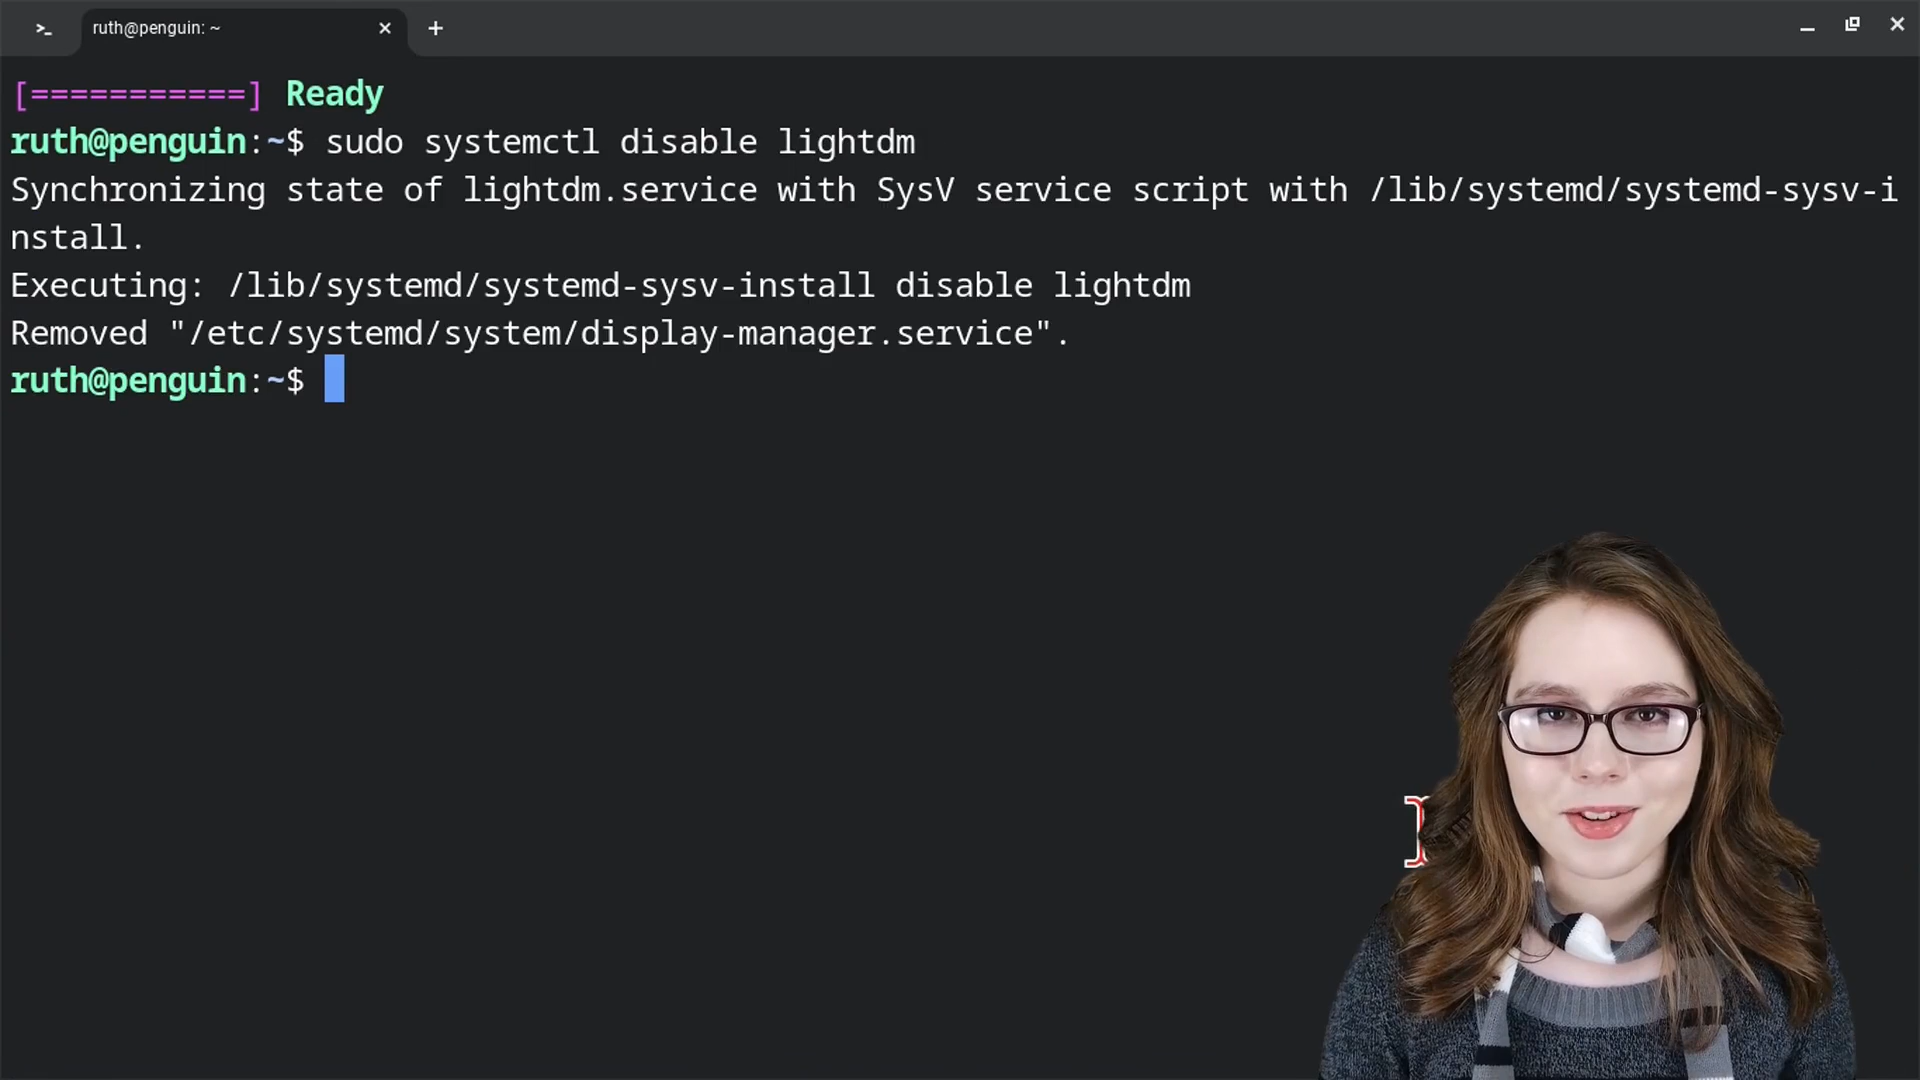 >_ ruth@penguin: ~
[===========] Ready
ruth@penguin:~$ sudo systemctl disable lightdm
Synchronizing state of lightdm.service with SysV service script with /lib/systemd/systemd-sysv-i
nstall.
Executing: /lib/systemd/systemd-sysv-install disable lightdm
Removed "/etc/systemd/system/display-manager.service".
ruth@penguin:~$